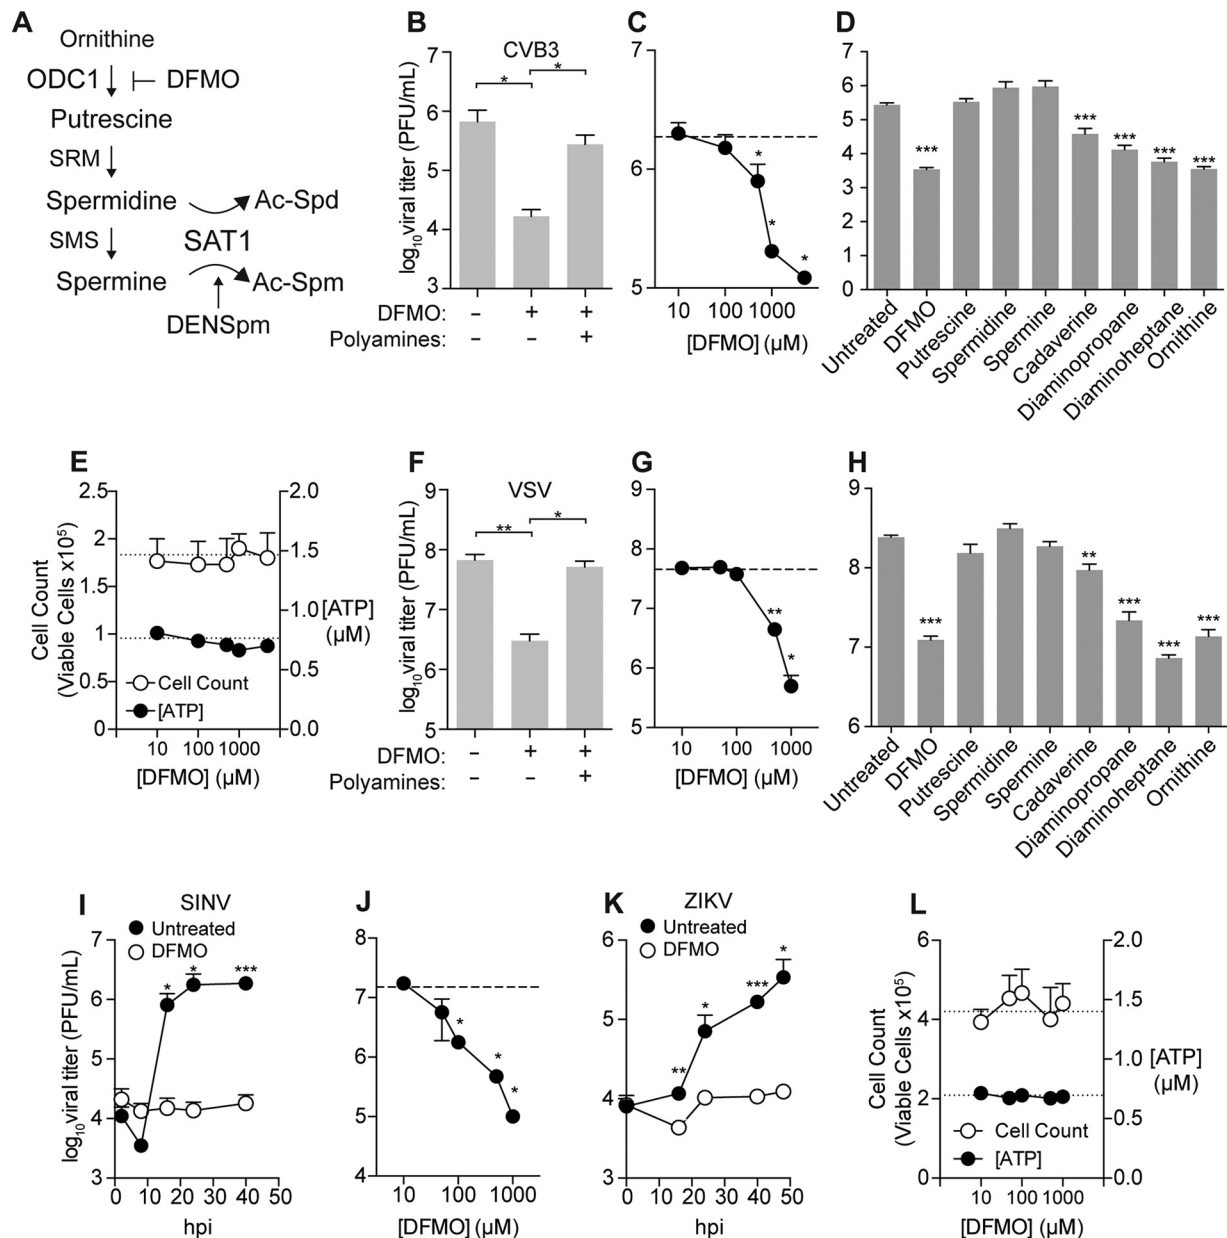 A
Ornithine
ODC1
DFMO
Putrescine
SRM
Spermidine
Ac-Spd
SMS
SAT1
Spermine
Ac-Spm
DENSpm
B
CVB3
log10viral titer (PFU/mL)
7
6
5
4
3
*
*
DFMO: − + +
Polyamines: − − +
C
7
6
5
*
*
*
10 100 1000
[DFMO] (µM)
D
7
6
5
4
3
2
1
0
***
***
***
***
***
Untreated
DFMO
Putrescine
Spermidine
Spermine
Cadaverine
Diaminopropane
Diaminoheptane
Ornithine
E
Cell Count
(Viable Cells x10⁵)
2.5
2
1.5
1
0.5
0
2.0
1.5
1.0
0.5
0.0
[ATP]
(µM)
Cell Count
[ATP]
10 100 1000
[DFMO] (µM)
F
VSV
log10viral titer (PFU/mL)
9
8
7
6
5
**
*
DFMO: − + +
Polyamines: − − +
G
9
8
7
6
5
**
*
10 100 1000
[DFMO] (µM)
H
9
8
7
6
***
**
***
***
***
Untreated
DFMO
Putrescine
Spermidine
Spermine
Cadaverine
Diaminopropane
Diaminoheptane
Ornithine
I
SINV
Untreated
DFMO
log10viral titer (PFU/mL)
7
6
5
4
3
*
*
***
0 10 20 30 40 50
hpi
J
8
7
6
5
4
*
*
*
10 100 1000
[DFMO] (µM)
K
ZIKV
Untreated
DFMO
6
5
4
3
**
*
***
*
0 10 20 30 40 50
hpi
L
Cell Count
(Viable Cells x10⁵)
6
4
2
0
2.0
1.5
1.0
0.5
0.0
[ATP]
(µM)
Cell Count
[ATP]
10 100 1000
[DFMO] (µM)